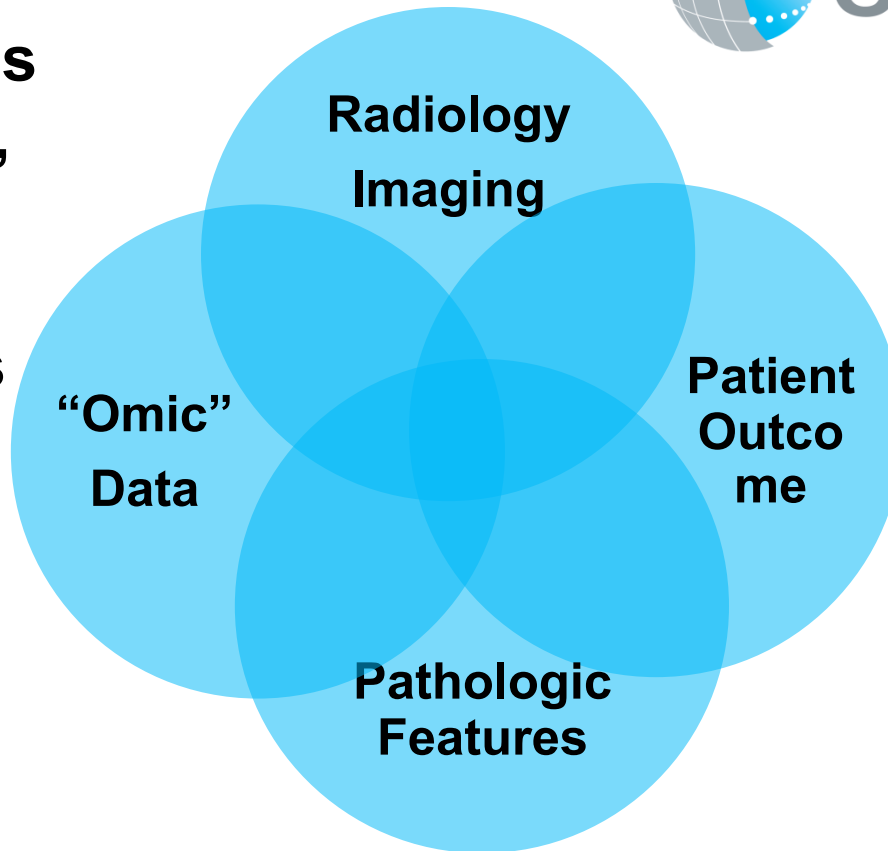 s
,
Radiology
Imaging
s
“Omic”
Data
Patient
Outco
me
Pathologic
Features